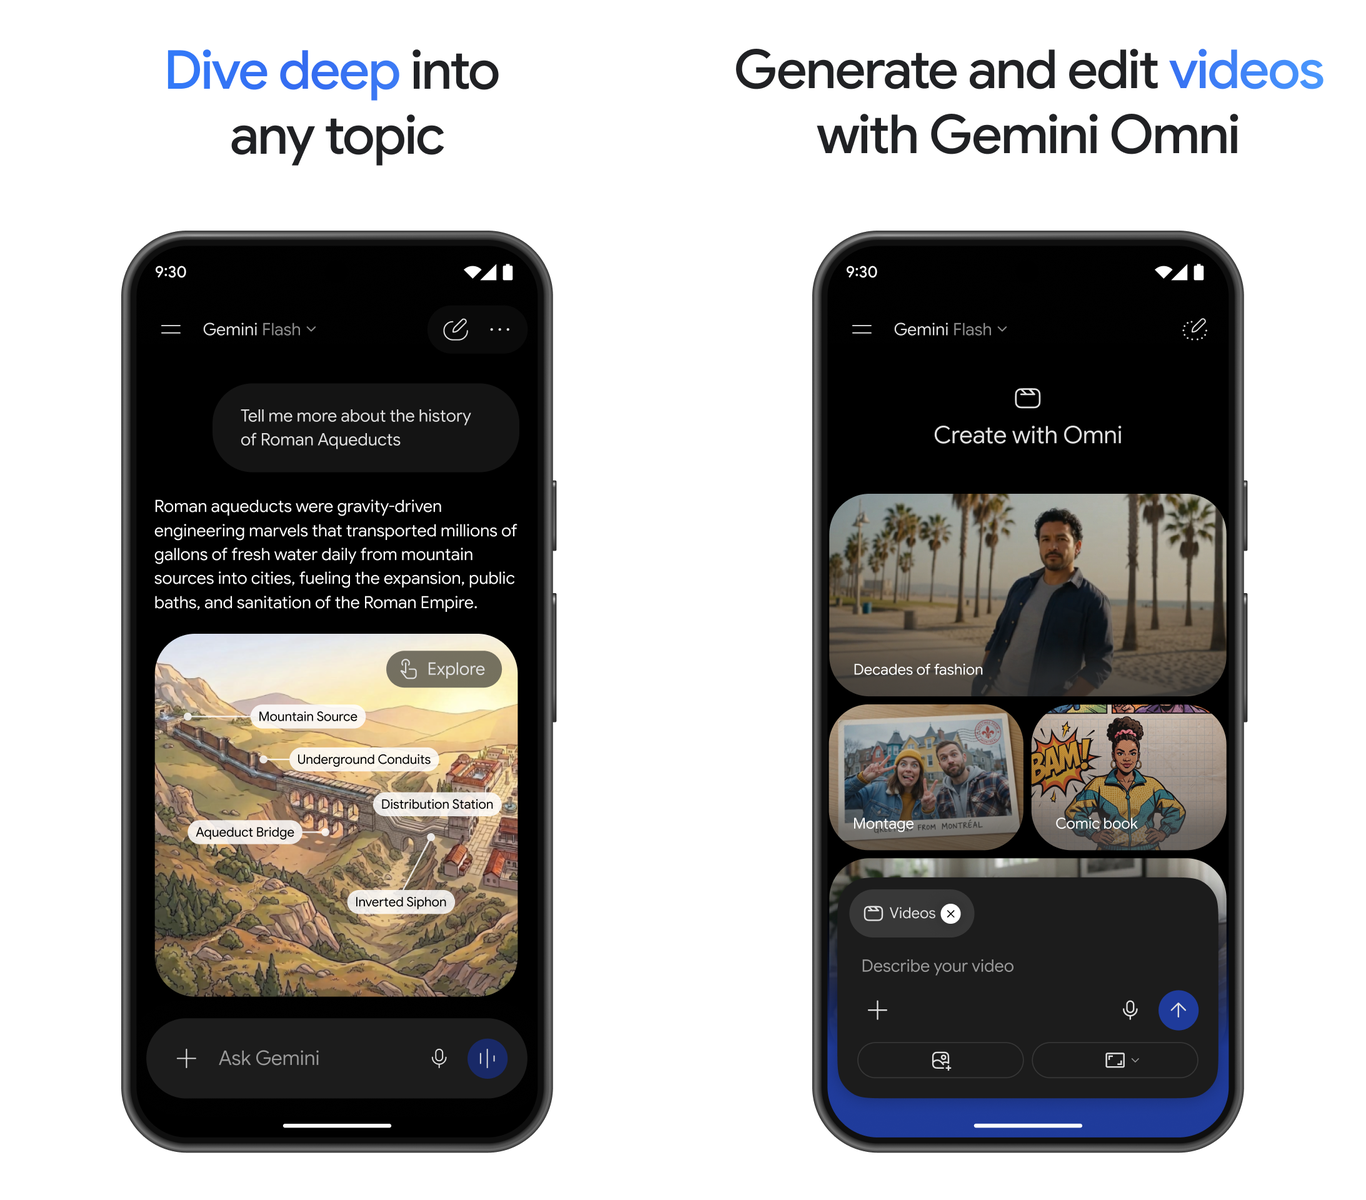 Dive deep into
any topic
9:30
Gemini Flash
Tell me more about the history
of Roman Aqueducts
Roman aqueducts were gravity-driven
engineering marvels that transported millions of
gallons of fresh water daily from mountain
sources into cities, fueling the expansion, public
baths, and sanitation of the Roman Empire.
Explore
Mountain Source
Underground Conduits
Distribution Station
Aqueduct Bridge
Inverted Siphon
Ask Gemini
Generate and edit videos
with Gemini Omni
9:30
Gemini Flash
Create with Omni
Decades of fashion
BAM!
Montage
FROM MONTRÉAL
Comic book
Videos
Describe your video